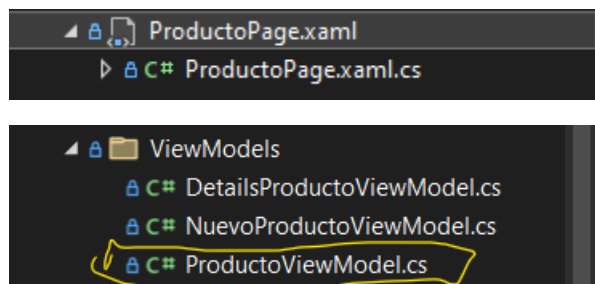 ProductoPage.xaml
C# ProductoPage.xaml.cs
ViewModels
C# DetailsProductoViewModel.cs
C# NuevoProductoViewModel.cs
C# ProductoViewModel.cs